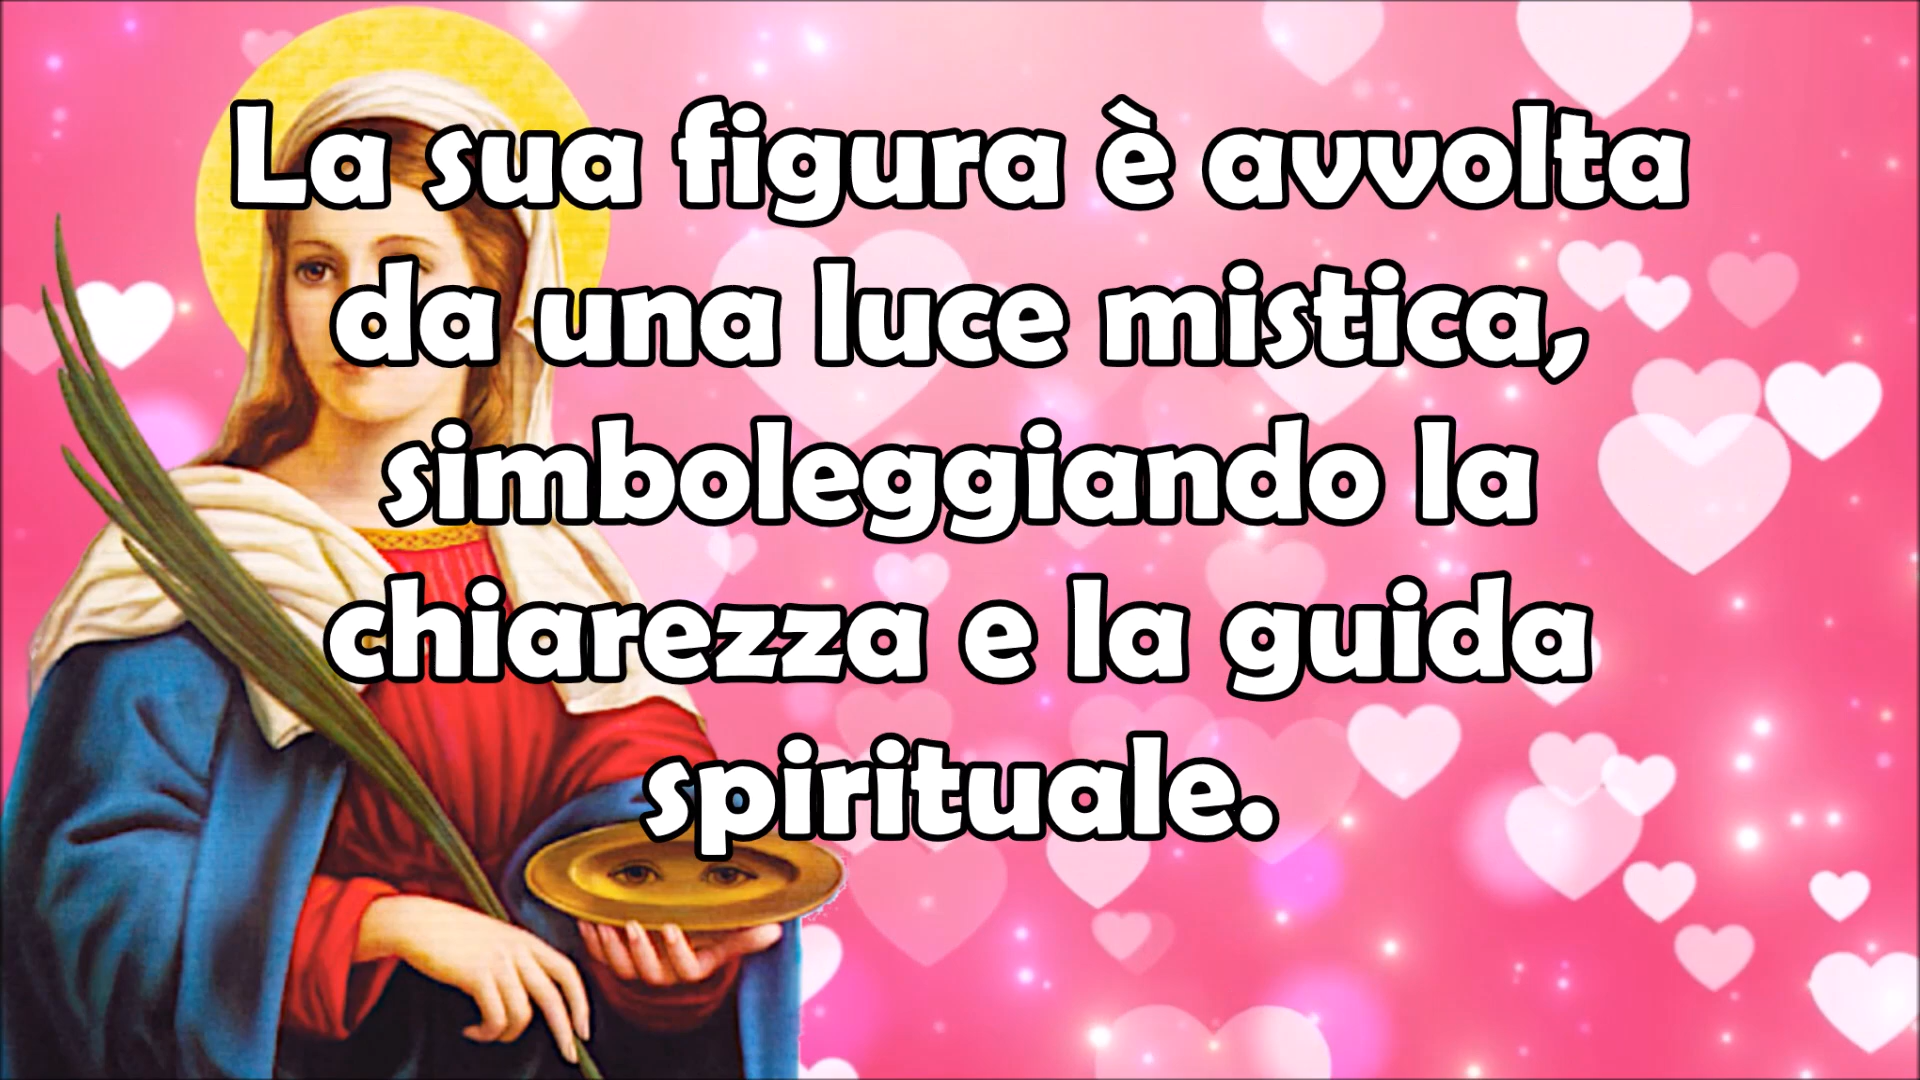 La sua figura è avvolta
da una luce mistica,
simboleggiando la
chiarezza e la guida
spirituale.